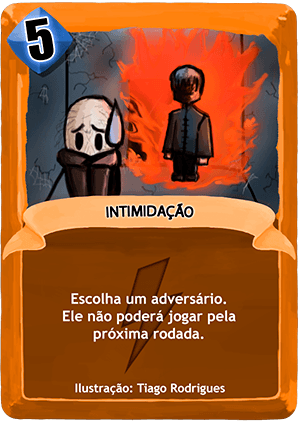 5
INTIMIDAÇÃO
Escolha um adversário.
Ele não poderá jogar pela
próxima rodada.
Ilustração: Tiago Rodrigues